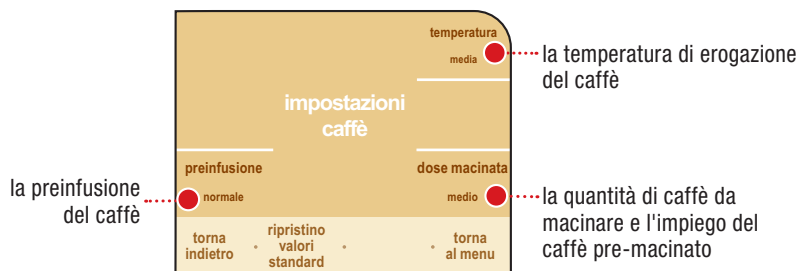 temperatura
media
la temperatura di erogazione
del caffè
impostazioni
caffè
preinfusione
normale
la preinfusione
del caffè
dose macinata
medio
la quantità di caffè da
macinare e l'impiego del
caffè pre-macinato
torna
indietro
ripristino
valori
standard
torna
al menu